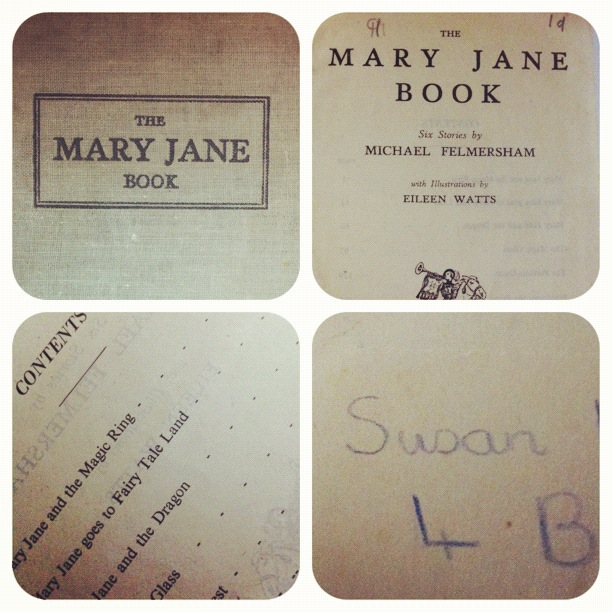 THE
MARY JANE
BOOK
THE
MARY JANE
BOOK
Six Stories by
MICHAEL FELMERSHAM
with Illustrations by
EILEEN WATTS
CONTENTS
ary Jane and the Magic Ring
Mary Jane goes to Fairy Tale Land
Jane and the Dragon
Glass
est
Susan
4 B